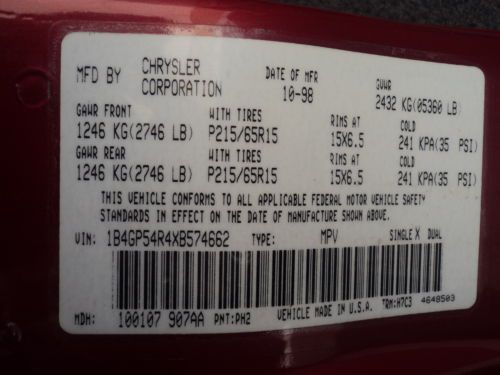 MFD BY CHRYSLER CORPORATION DATE OF MFR 10-98 GVWR 2432 KG(05360 LB)
GAWR FRONT WITH TIRES RIMS AT COLD
1246 KG(2746 LB) P215/65R15 15X6.5 241 KPA(35 PSI)
GAWR REAR WITH TIRES RIMS AT COLD
1246 KG(2746 LB) P215/65R15 15X6.5 241 KPA(35 PSI)
THIS VEHICLE CONFORMS TO ALL APPLICABLE FEDERAL MOTOR VEHICLE SAFETY
STANDARDS IN EFFECT ON THE DATE OF MANUFACTURE SHOWN ABOVE.
VIN: 1B4GP54R4XB574662 TYPE: MPV SINGLE X DUAL
MDH: 100107 907AA PNT:PH2 VEHICLE MADE IN U.S.A. TRM:H7C3 4648503